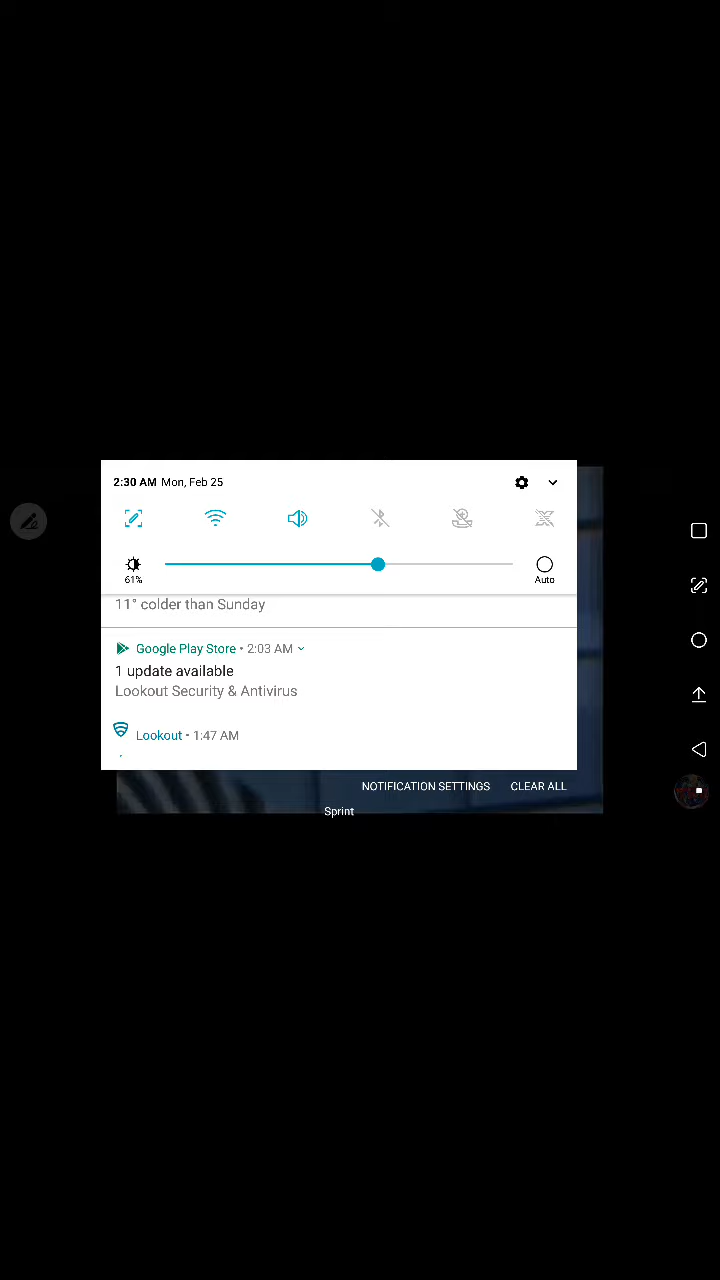 2:30 AM Mon, Feb 25
61%
Auto
11° colder than Sunday
Google Play Store • 2:03 AM
1 update available
Lookout Security & Antivirus
Lookout • 1:47 AM
NOTIFICATION SETTINGS CLEAR ALL
Sprint